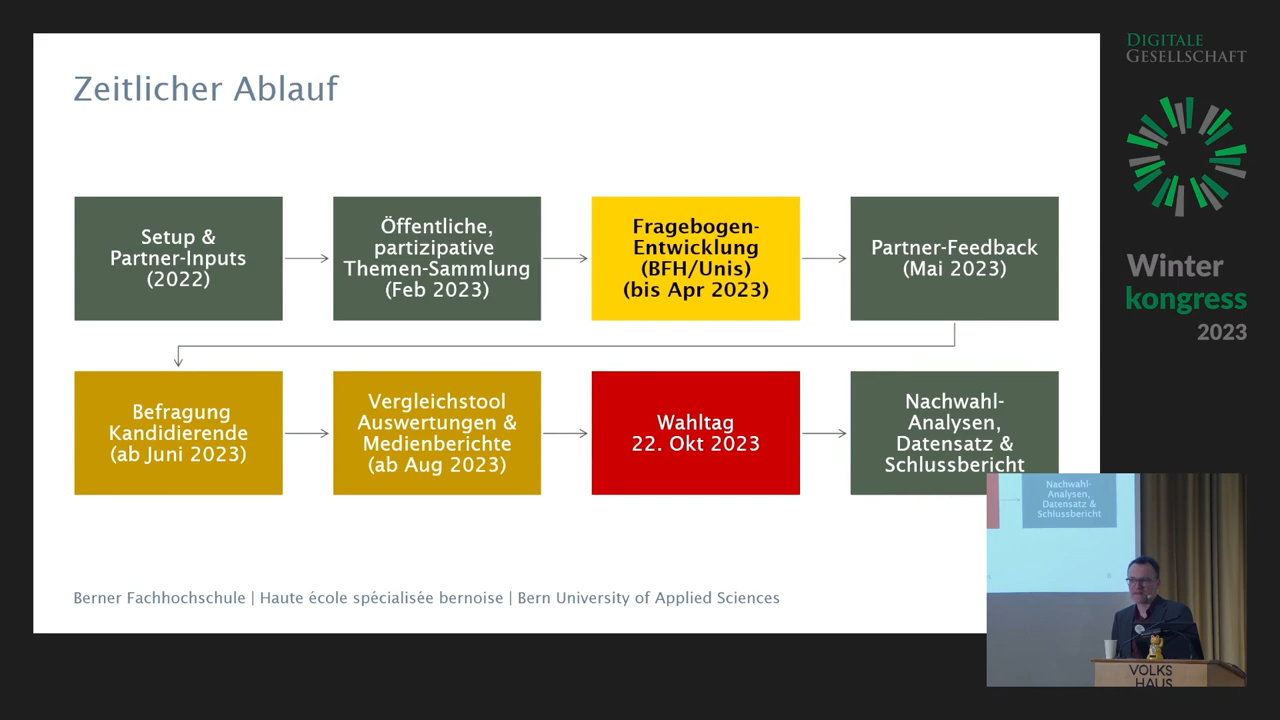 Zeitlicher Ablauf
Setup &
Partner-Inputs
(2022)
Öffentliche,
partizipative
Themen-Sammlung
(Feb 2023)
Fragebogen-
Entwicklung
(BFH/Unis)
(bis Apr 2023)
Partner-Feedback
(Mai 2023)
Befragung
Kandidierende
(ab Juni 2023)
Vergleichstool
Auswertungen &
Medienberichte
(ab Aug 2023)
Wahltag
22. Okt 2023
Nachwahl-
Analysen,
Datensatz &
Schlussbericht
Berner Fachhochschule | Haute école spécialisée bernoise | Bern University of Applied Sciences
DIGITALE
GESELLSCHAFT
Winter
kongress
2023
Nachwahl-
Analysen,
Datensatz &
Schlussbericht
VOLKS
HAUS